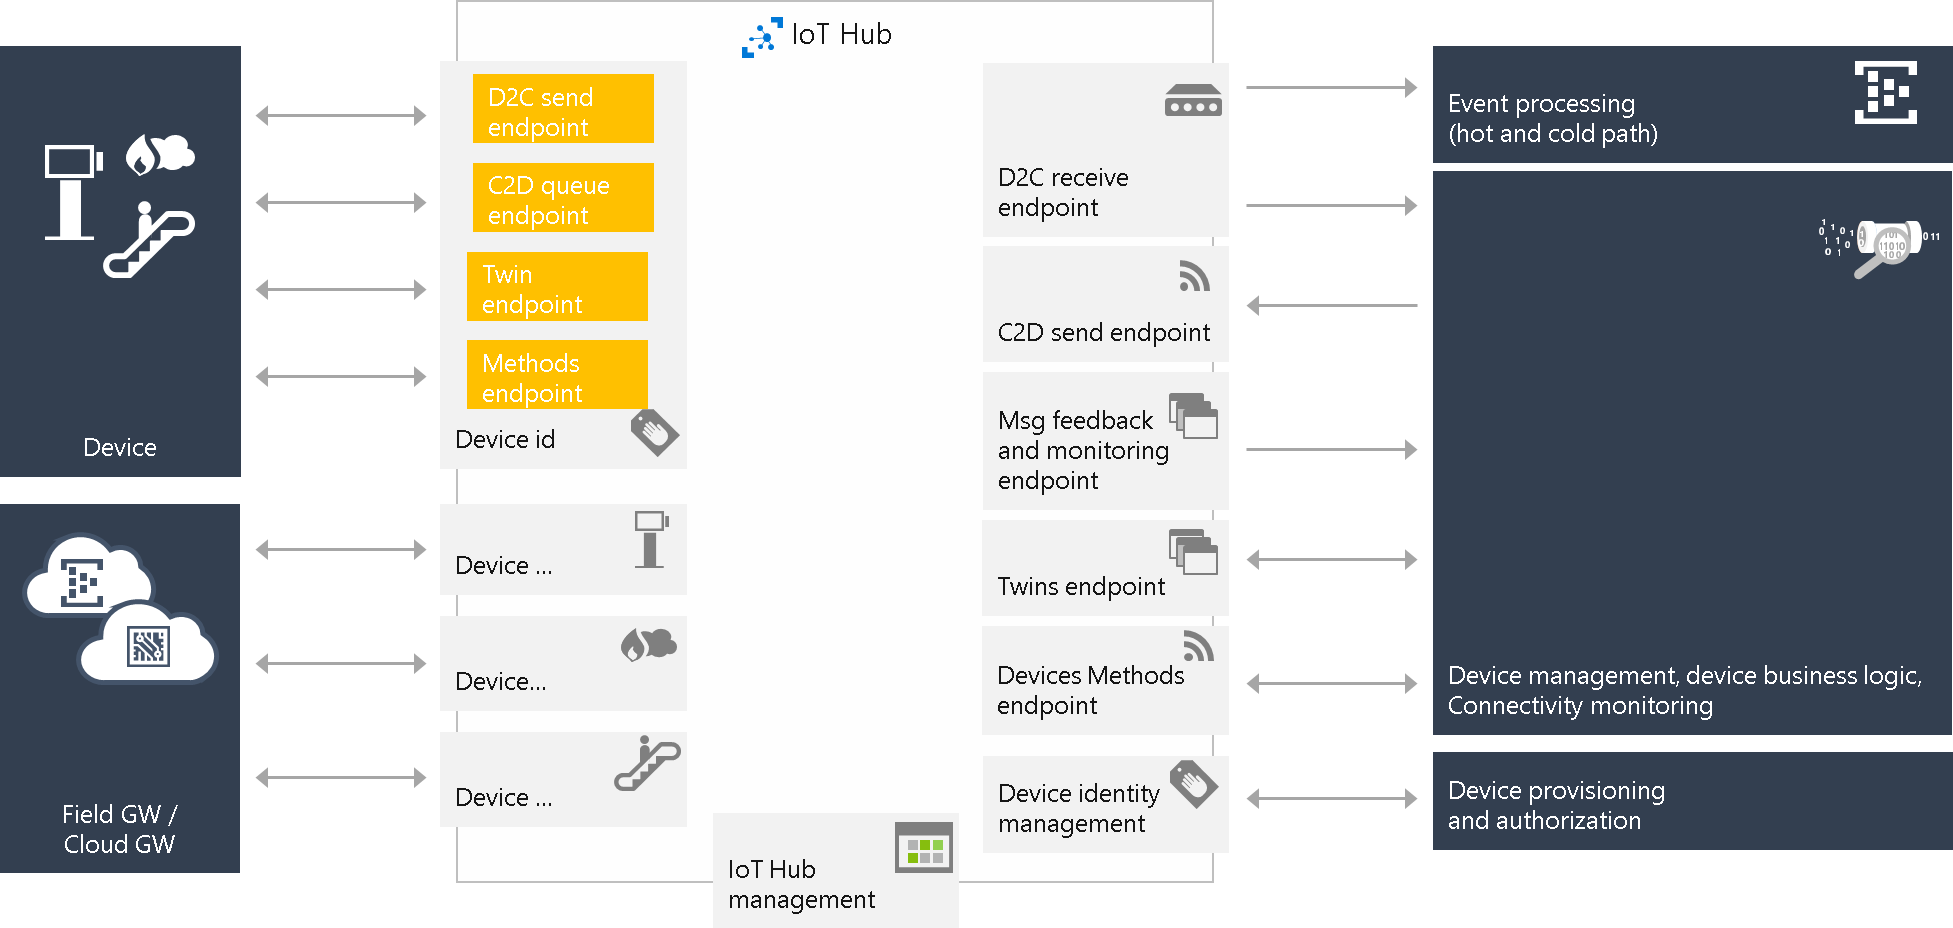 IoT Hub
Device
Field GW /
Cloud GW
D2C send
endpoint
C2D queue
endpoint
Twin
endpoint
Methods
endpoint
Device id
Device ...
Device...
Device ...
IoT Hub
management
D2C receive
endpoint
C2D send endpoint
Msg feedback
and monitoring
endpoint
Twins endpoint
Devices Methods
endpoint
Device identity
management
Event processing
(hot and cold path)
Device management, device business logic,
Connectivity monitoring
Device provisioning
and authorization